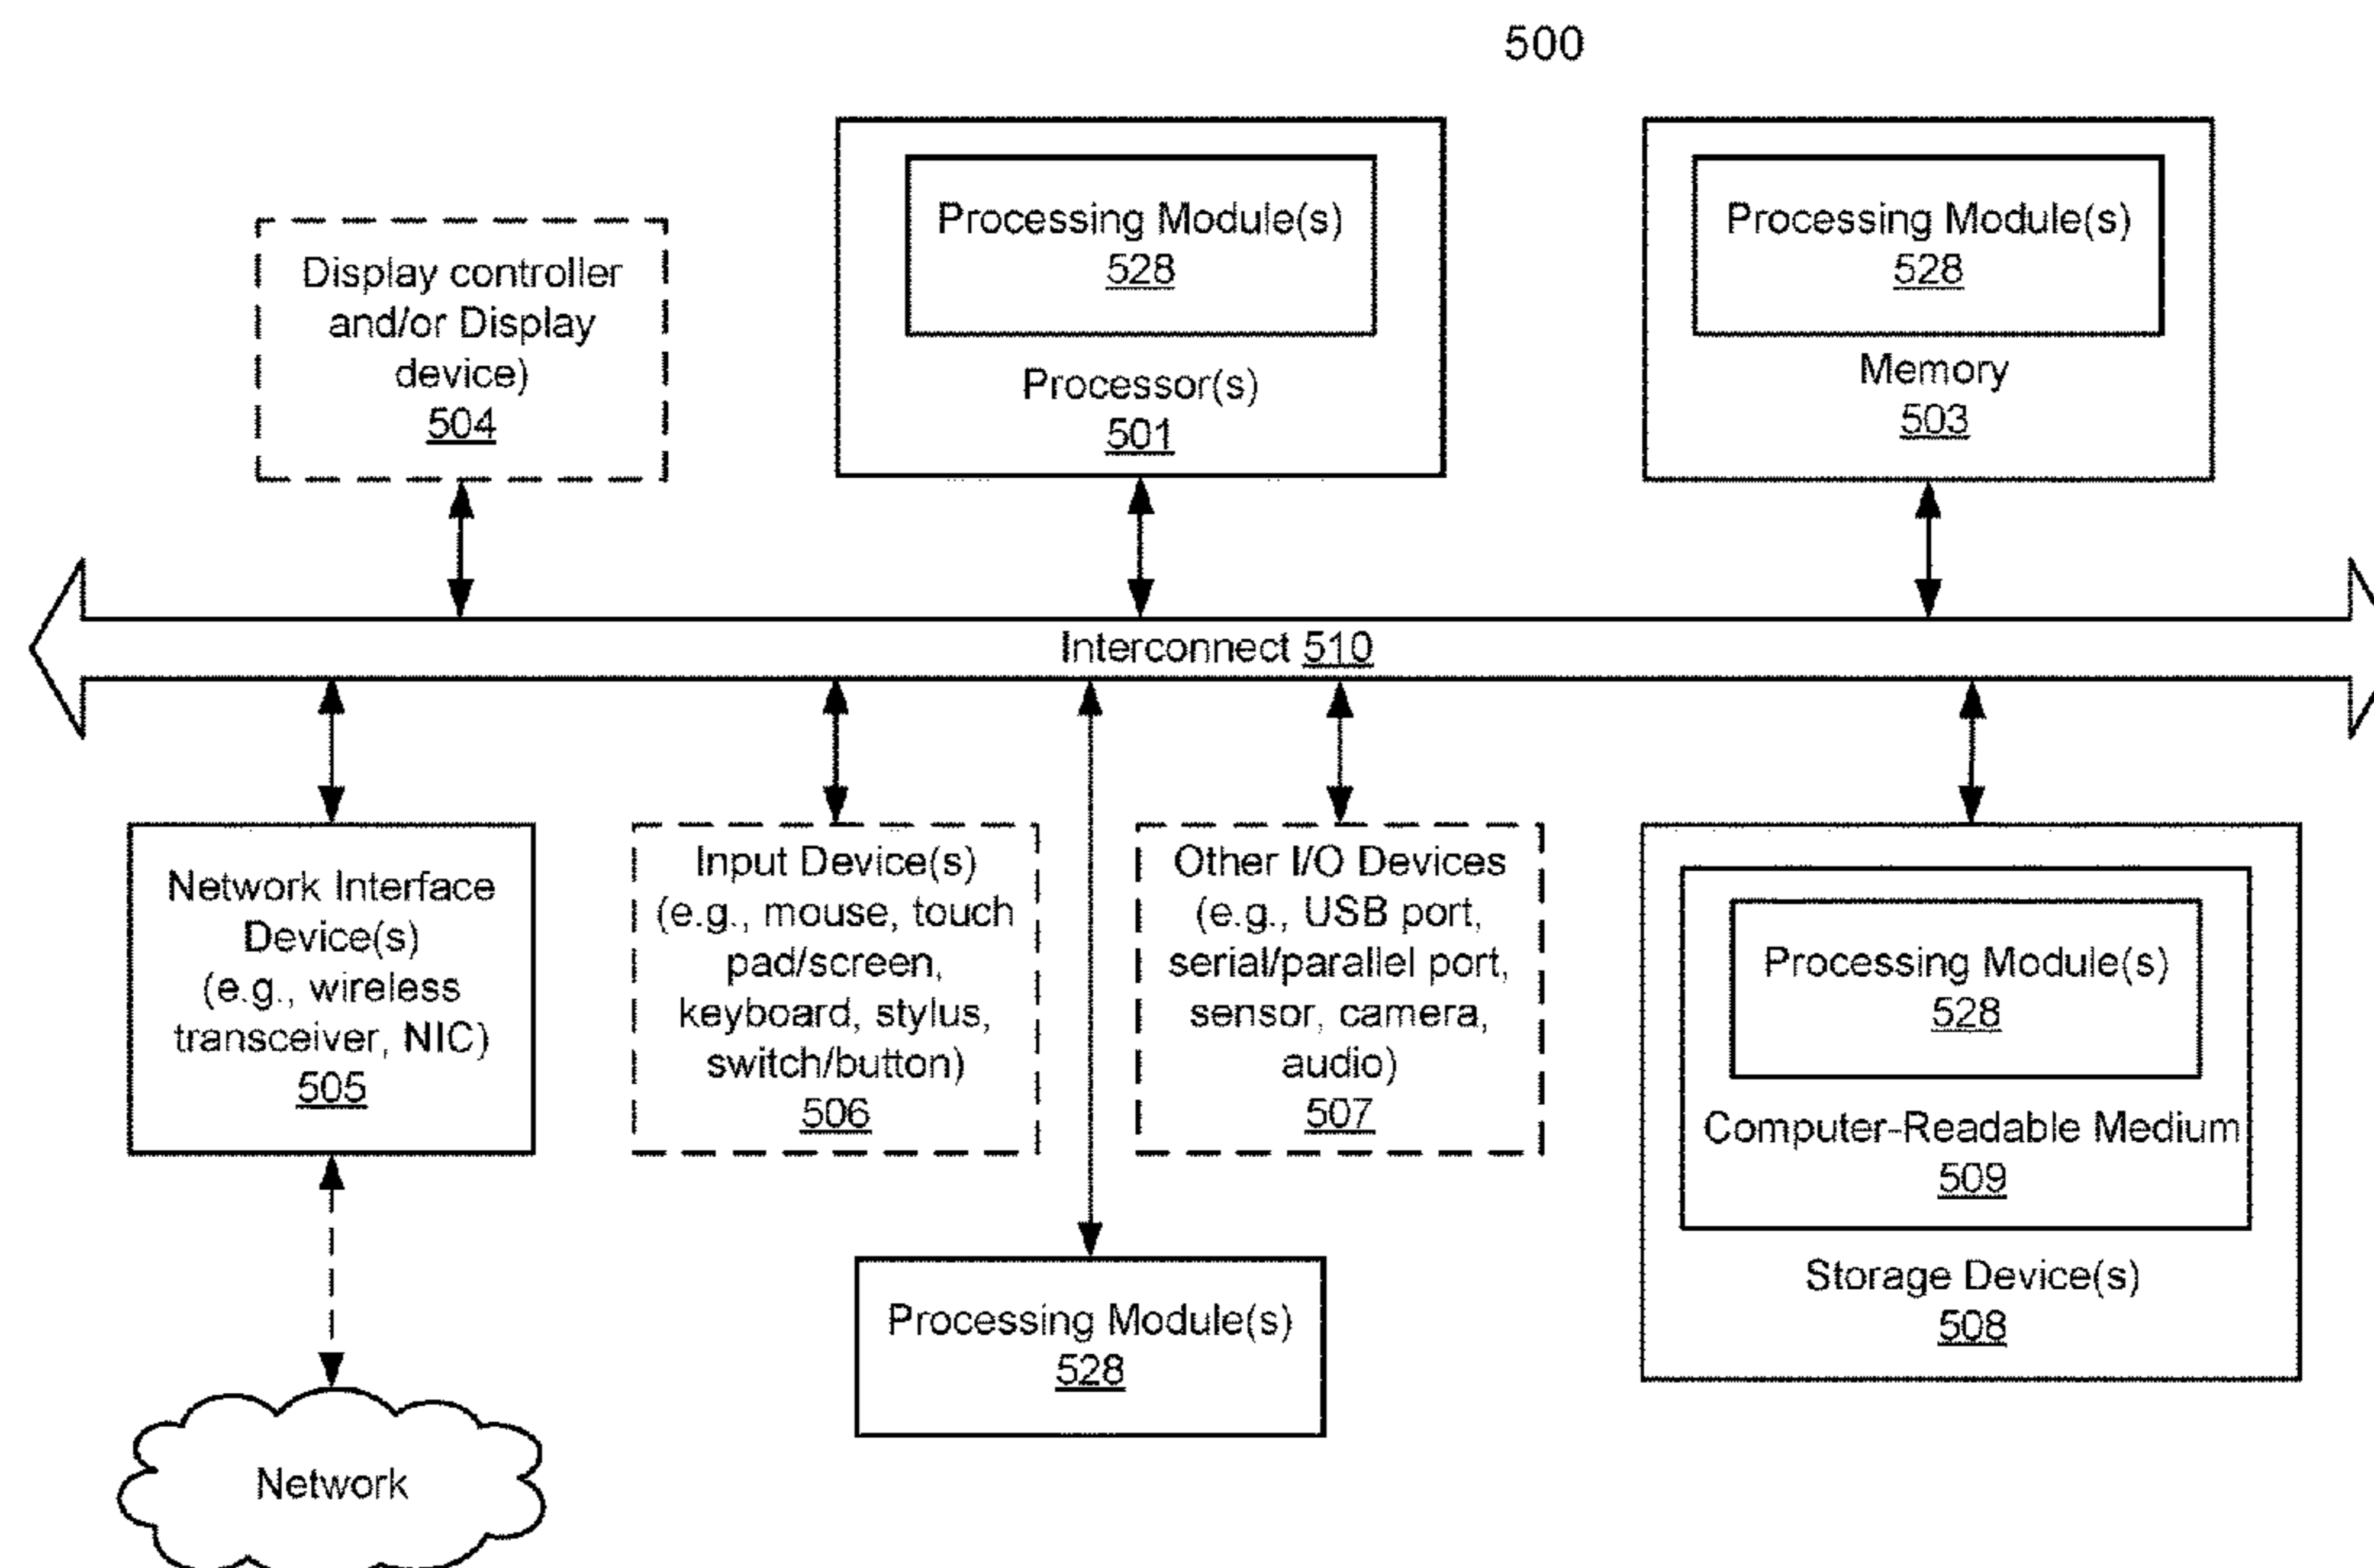 500
Display controller
and/or Display
device)
504
Processing Module(s)
528
Processor(s)
501
Processing Module(s)
528
Memory
503
Interconnect 510
Network Interface
Device(s)
(e.g., wireless
transceiver, NIC)
505
Input Device(s)
(e.g., mouse, touch
pad/screen,
keyboard, stylus,
switch/button)
506
Other I/O Devices
(e.g., USB port,
serial/parallel port,
sensor, camera,
audio)
507
Processing Module(s)
528
Computer-Readable Medium
509
Storage Device(s)
508
Processing Module(s)
528
Network